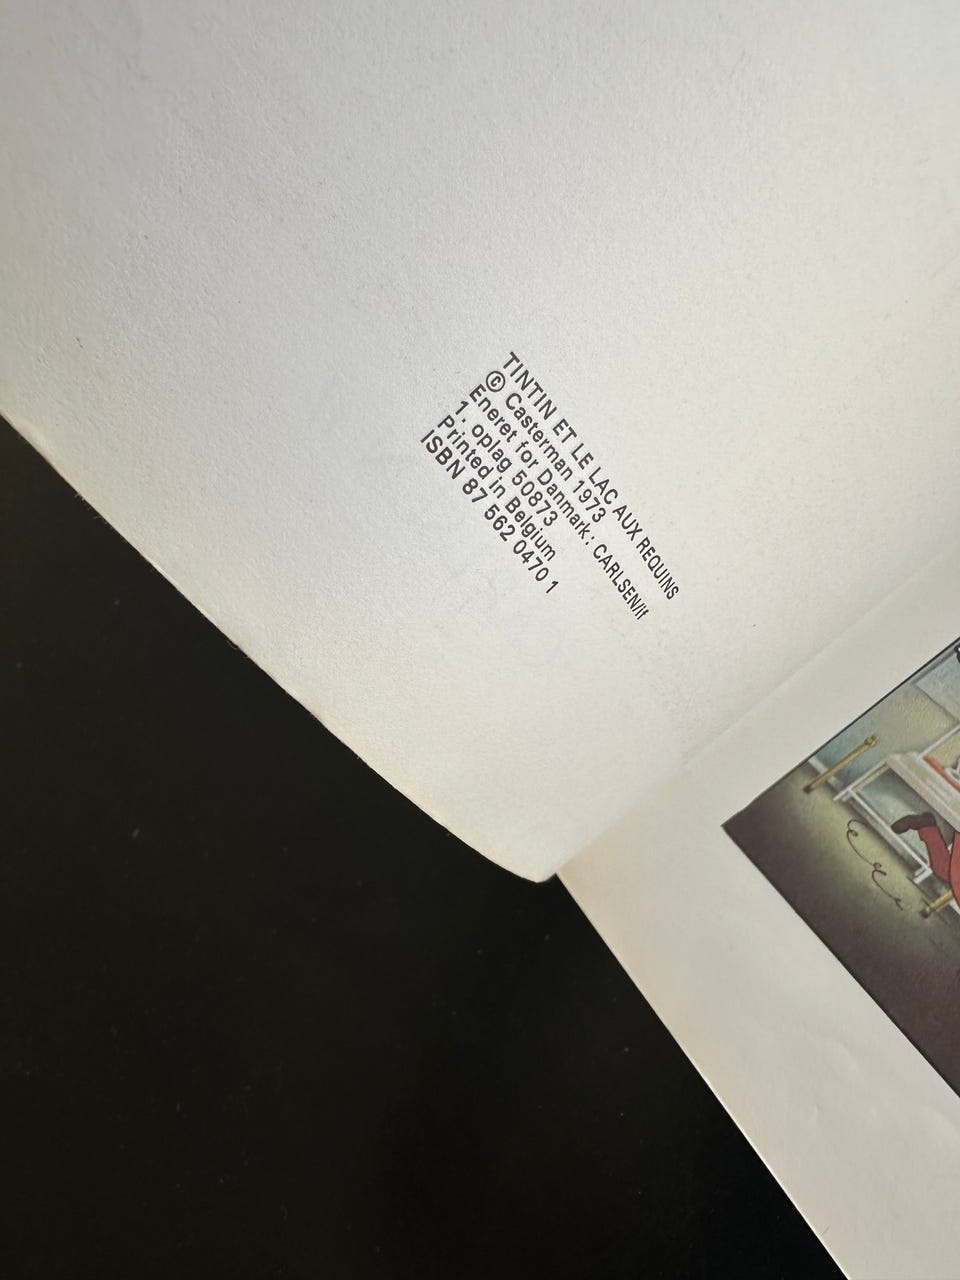 TINTIN ET LE LAC AUX REQUINS
© Casterman 1973
Eneret for Danmark: CARLSEN/if
1. oplag 50873
Printed in Belgium
ISBN 87 562 0470 1